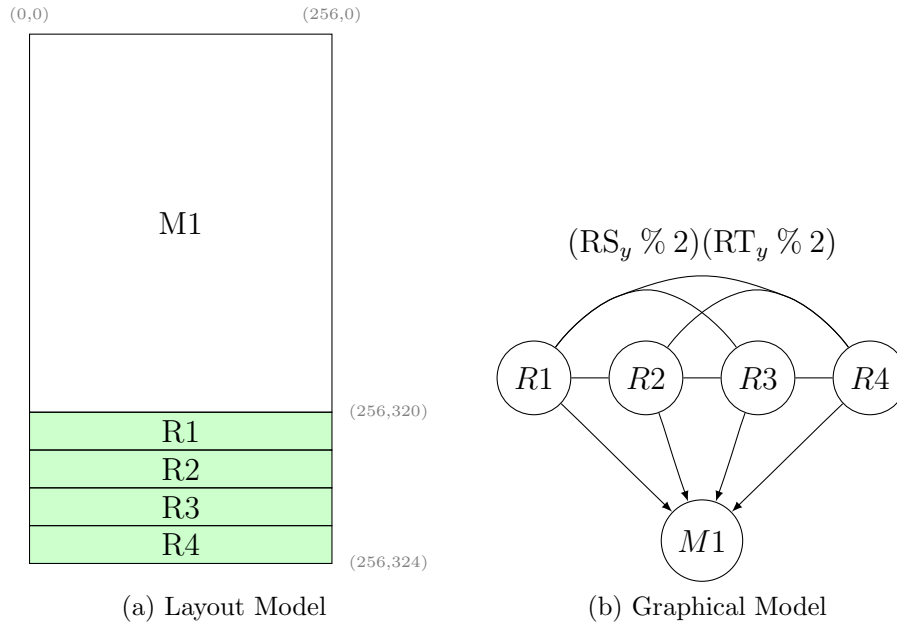 (0,0) (256,0)
M1
(256,320)
R1
R2
R3
R4
(256,324)
(a) Layout Model
(RS_y % 2)(RT_y % 2)
R1 R2 R3 R4
M1
(b) Graphical Model